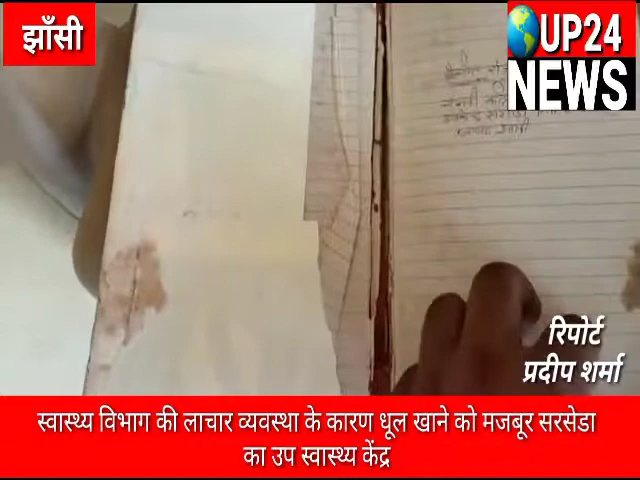 झाँसी
UP24
NEWS
रिपोर्ट
प्रदीप शर्मा
स्वास्थ्य विभाग की लाचार व्यवस्था के कारण धूल खाने को मजबूर सरसेडा
का उप स्वास्थ्य केंद्र